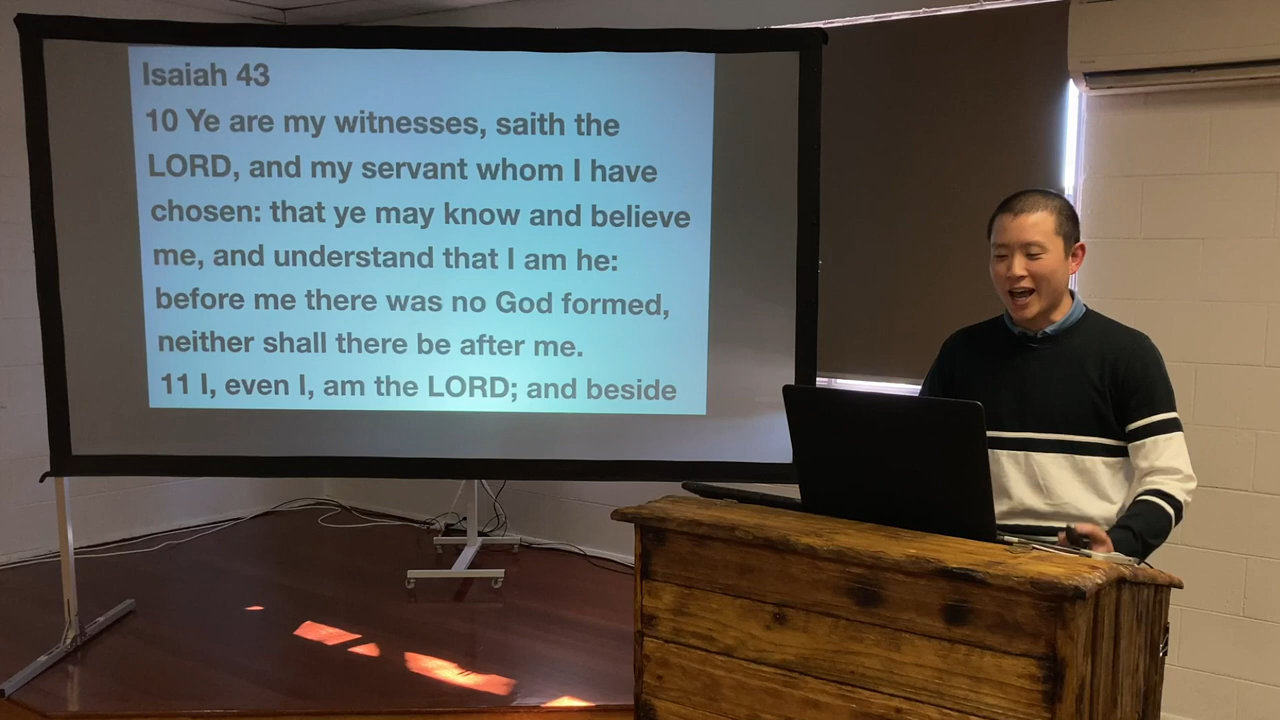 Isaiah 43
10 Ye are my witnesses, saith the
LORD, and my servant whom I have
chosen: that ye may know and believe
me, and understand that I am he:
before me there was no God formed,
neither shall there be after me.
11 I, even I, am the LORD; and beside